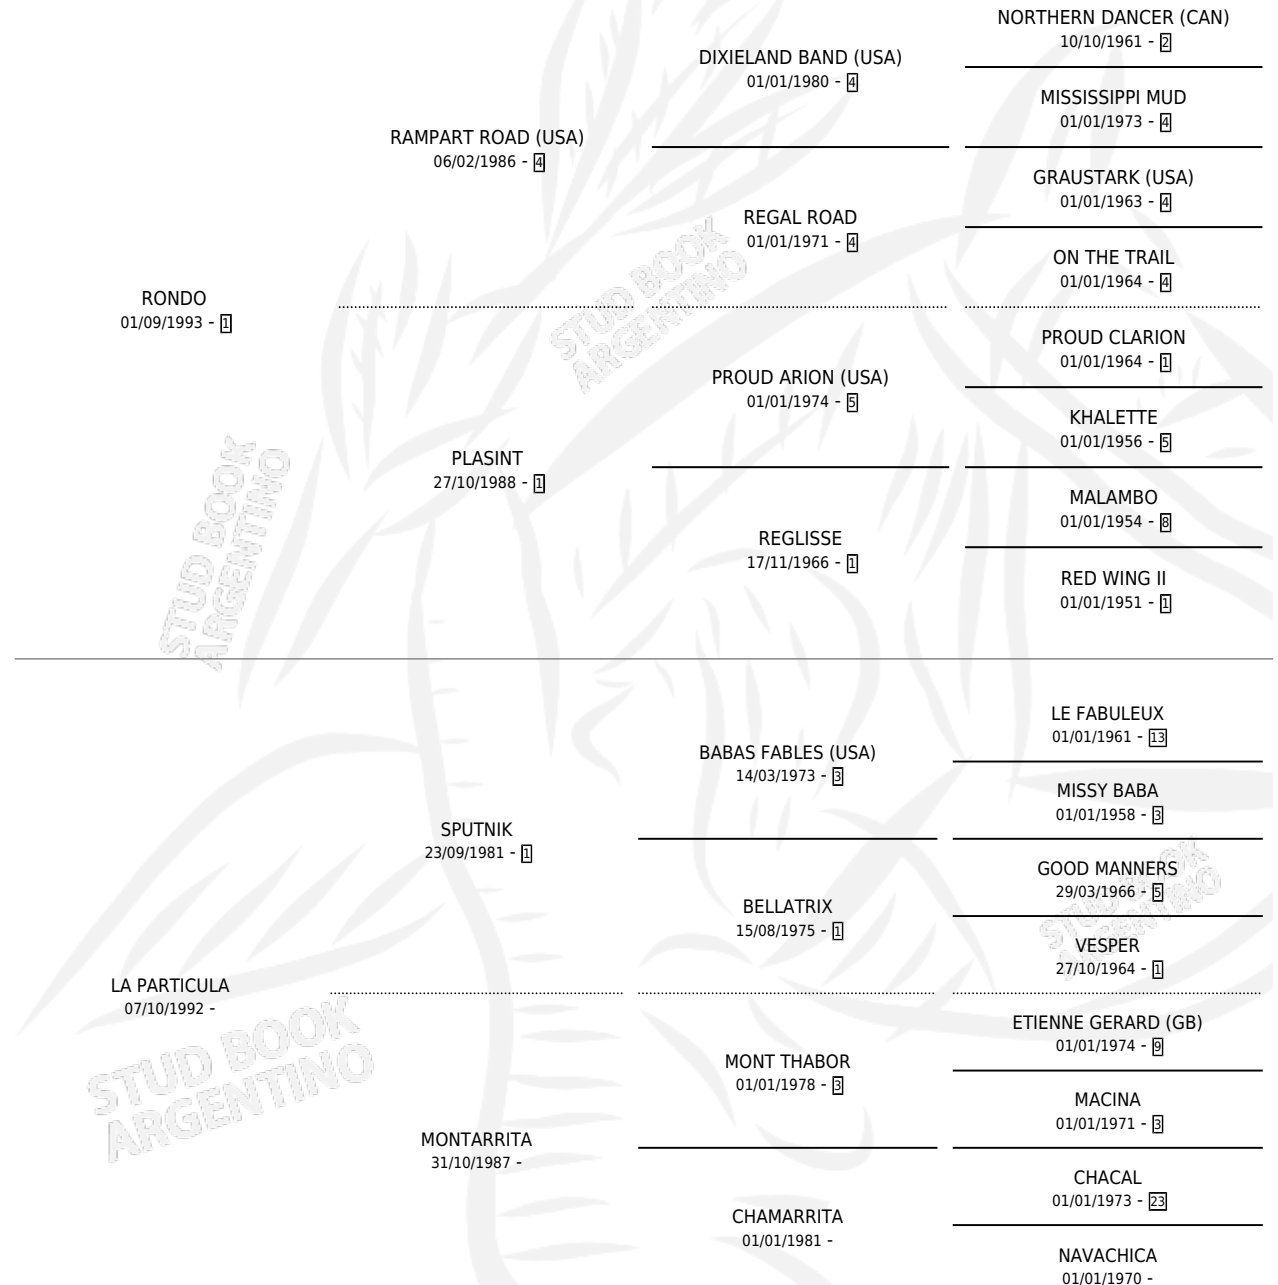 NORTHERN DANCER (CAN)
10/10/1961 - 2
DIXIELAND BAND (USA)
01/01/1980 - 4
MISSISSIPPI MUD
01/01/1973 - 4
RAMPART ROAD (USA)
06/02/1986 - 4
GRAUSTARK (USA)
01/01/1963 - 4
REGAL ROAD
01/01/1971 - 4
ON THE TRAIL
01/01/1964 - 4
RONDO
01/09/1993 - 1
PROUD CLARION
01/01/1964 - 1
PROUD ARION (USA)
01/01/1974 - 5
KHALETTE
01/01/1956 - 5
PLASINT
27/10/1988 - 1
MALAMBO
01/01/1954 - 8
REGLISSE
17/11/1966 - 1
RED WING II
01/01/1951 - 1
STUD BOOK
ARGENTINO
STUD BOOK
ARGENTINO
LE FABULEUX
01/01/1961 - 13
BABAS FABLES (USA)
14/03/1973 - 3
MISSY BABA
01/01/1958 - 3
SPUTNIK
23/09/1981 - 1
GOOD MANNERS
29/03/1966 - 5
BELLATRIX
15/08/1975 - 1
VESPER
27/10/1964 - 1
STUD BOOK
ARGENTINO
LA PARTICULA
07/10/1992 -
ETIENNE GERARD (GB)
01/01/1974 - 9
MONT THABOR
01/01/1978 - 3
MACINA
01/01/1971 - 3
MONTARRITA
31/10/1987 -
CHACAL
01/01/1973 - 23
CHAMARRITA
01/01/1981 -
NAVACHICA
01/01/1970 -
STUD BOOK
ARGENTINO